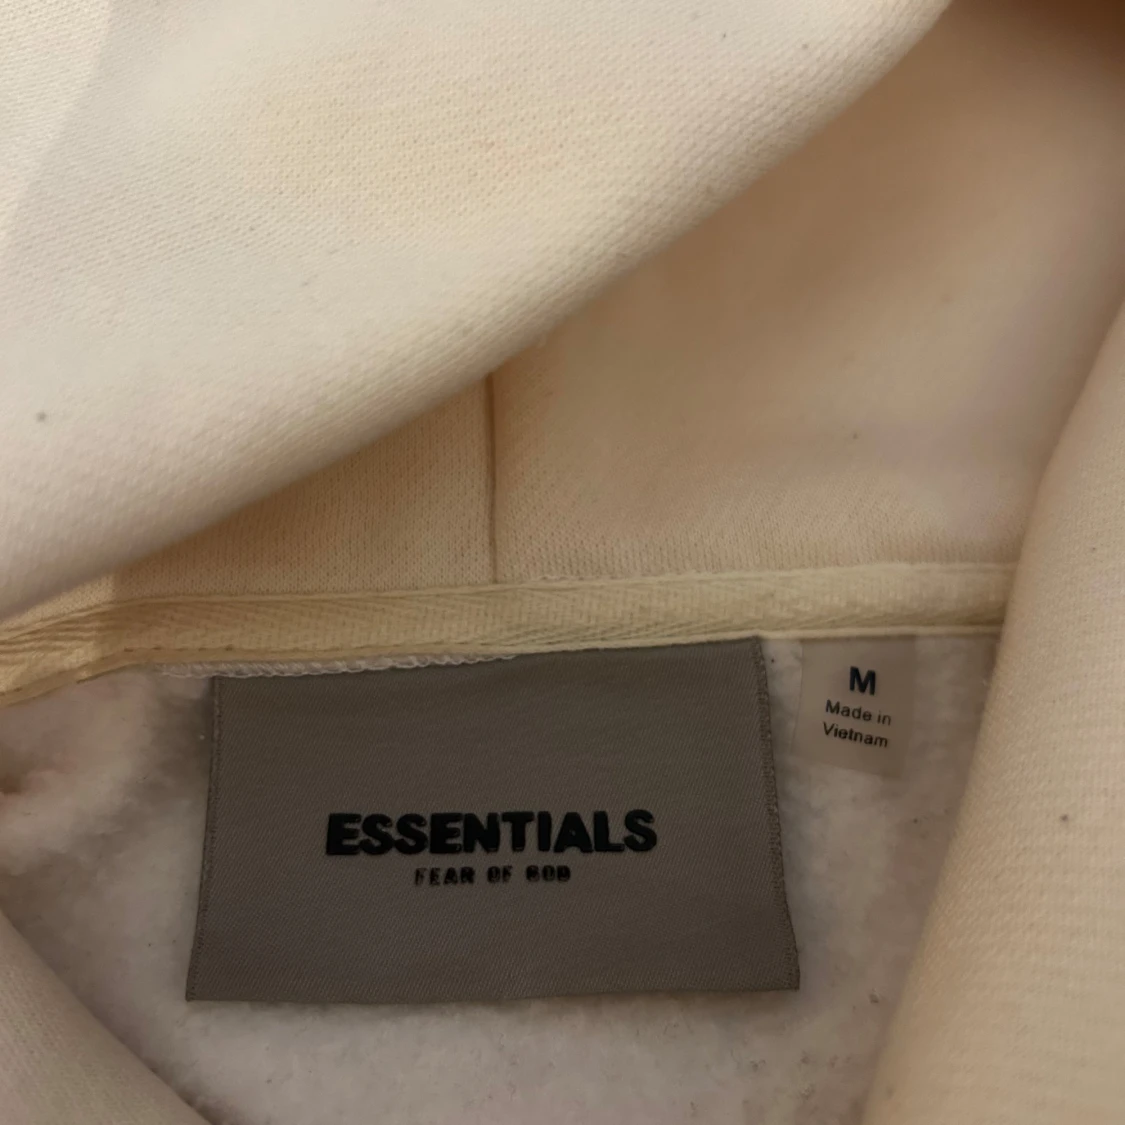 ESSENTIALS
FEAR OF GOD
M
Made in
Vietnam